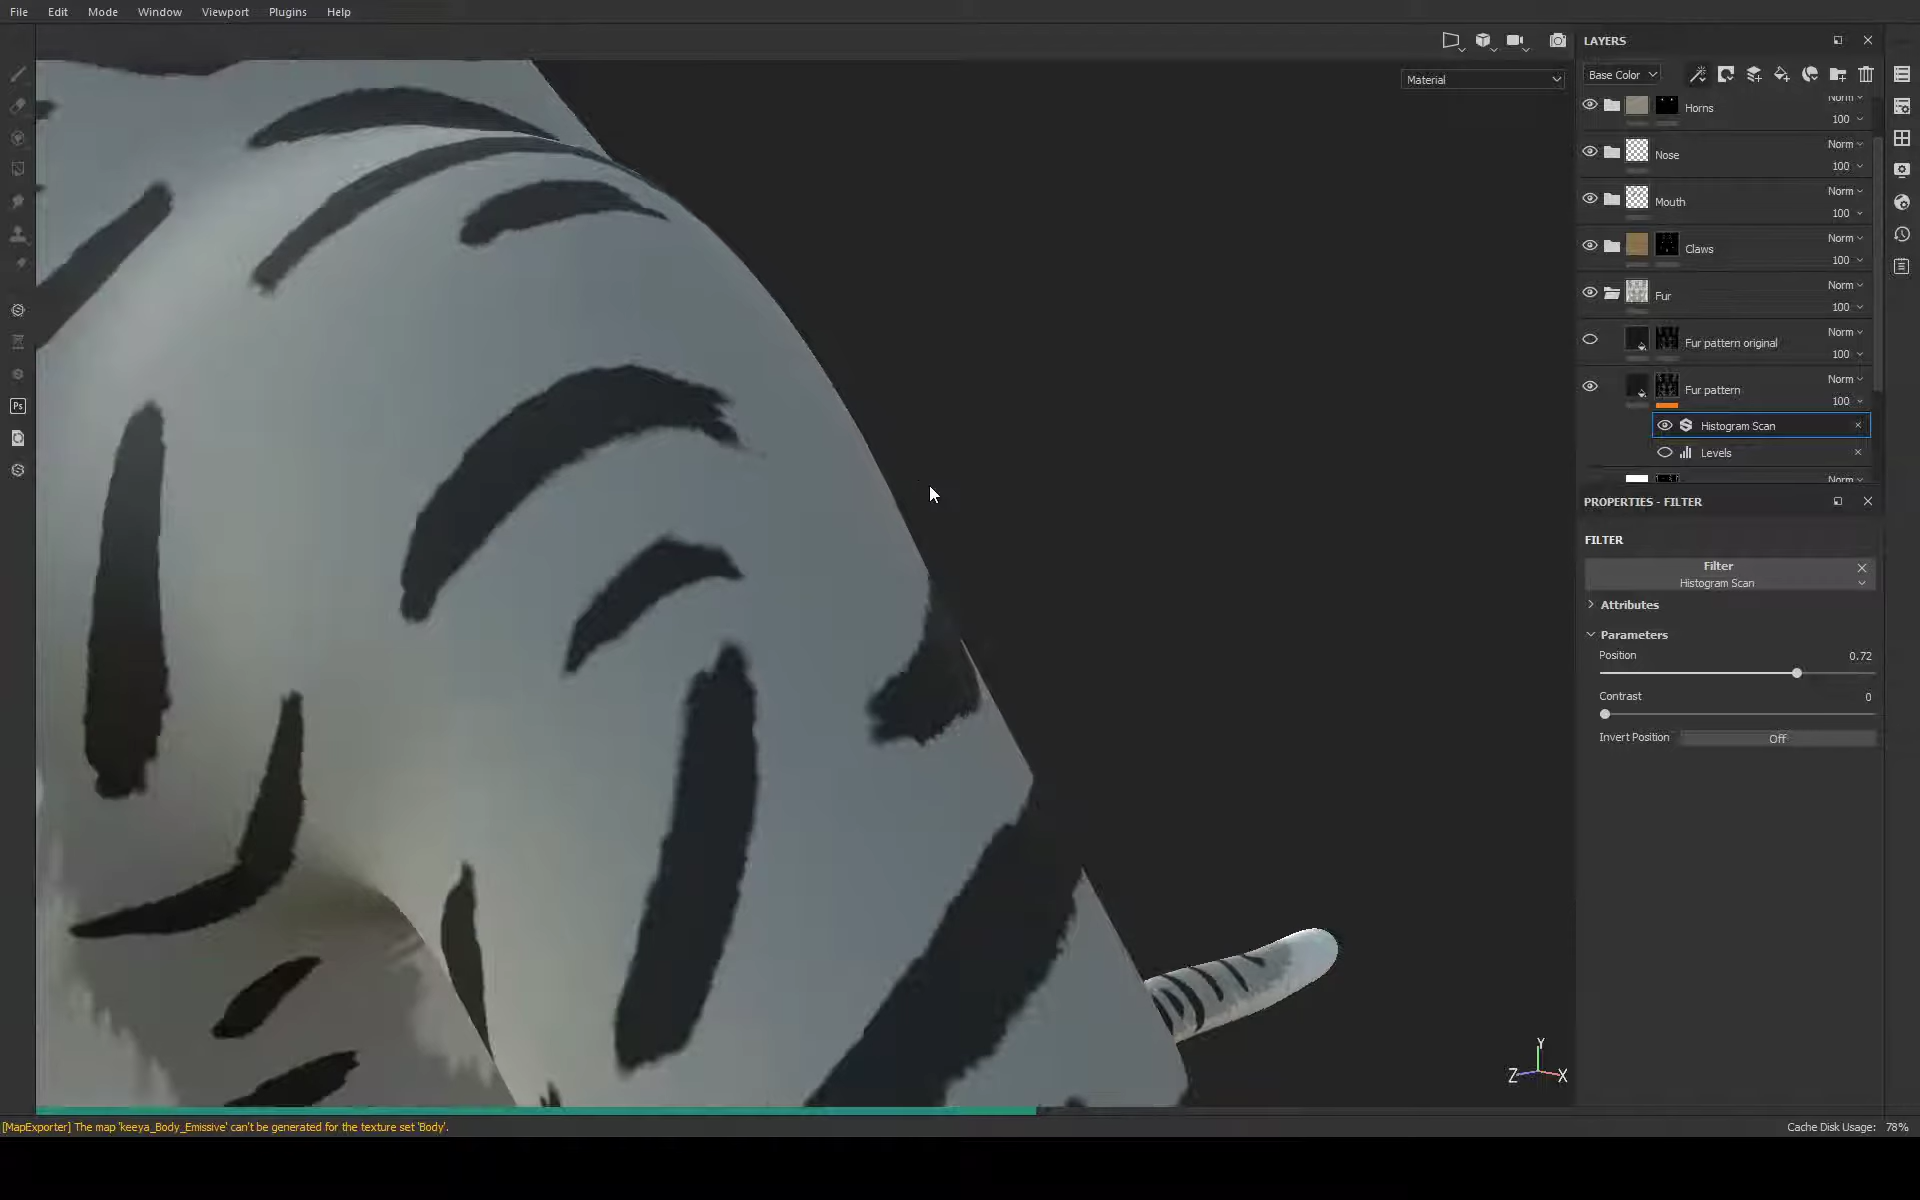 File Edit Mode Window Viewport Plugins Help
Material
LAYERS
Base Color
Horns Norm
100
Nose Norm
100
Mouth Norm
100
Claws Norm
100
Fur Norm
100
Fur pattern original Norm
100
Fur pattern Norm
100
Histogram Scan
Levels
Norm
PROPERTIES - FILTER
FILTER
Filter
Histogram Scan
Attributes
Parameters
Position 0.72
Contrast 0
Invert Position Off
Ps
Y
Z X
[MapExporter] The map 'keeya_Body_Emissive' can't be generated for the texture set 'Body'.
Cache Disk Usage: 78%